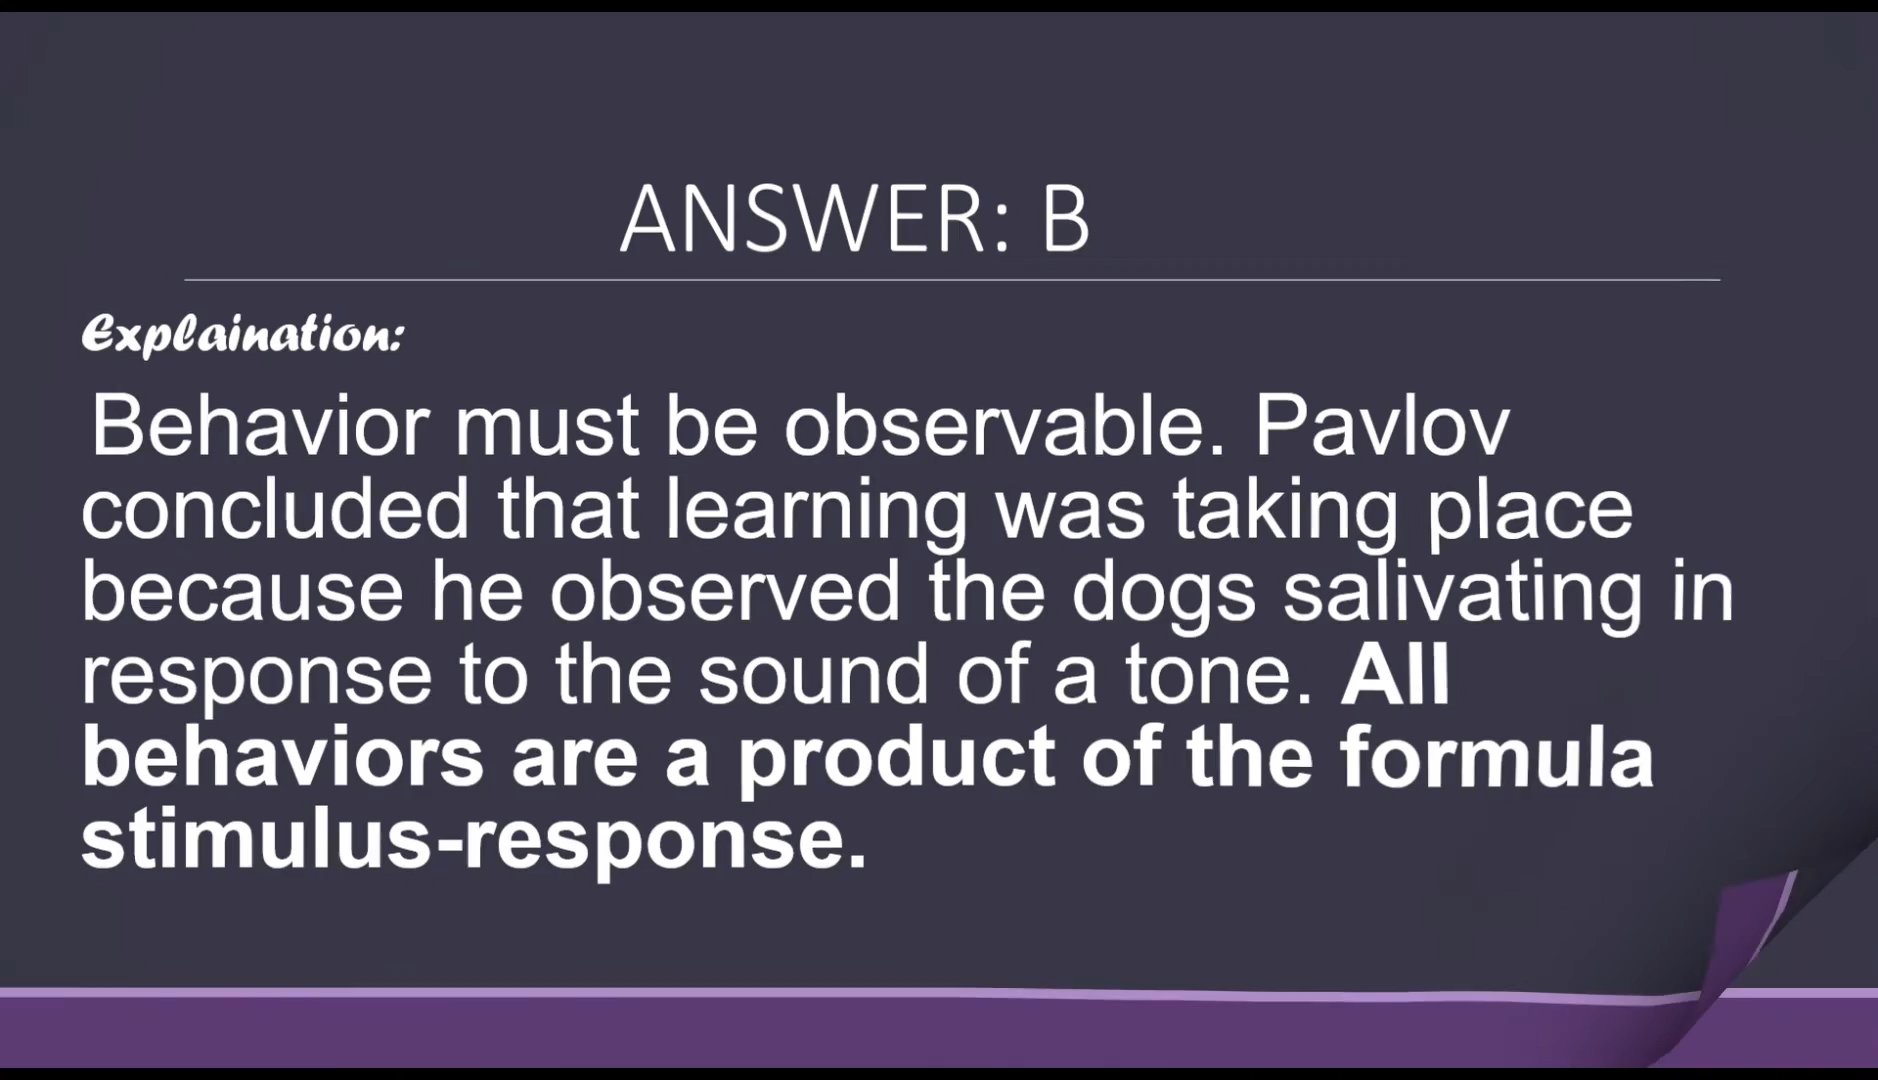 ANSWER: B
Explaination:
Behavior must be observable. Pavlov
concluded that learning was taking place
because he observed the dogs salivating in
response to the sound of a tone. All
behaviors are a product of the formula
stimulus-response.